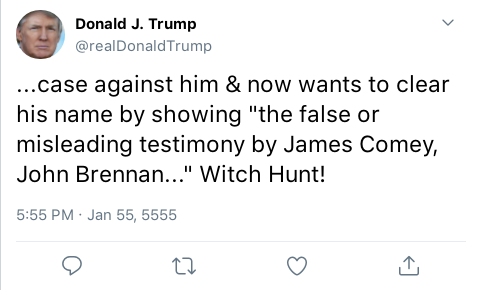 Donald J. Trump
@realDonaldTrump
...case against him & now wants to clear
his name by showing "the false or
misleading testimony by James Comey,
John Brennan..." Witch Hunt!
5:55 PM · Jan 55, 5555